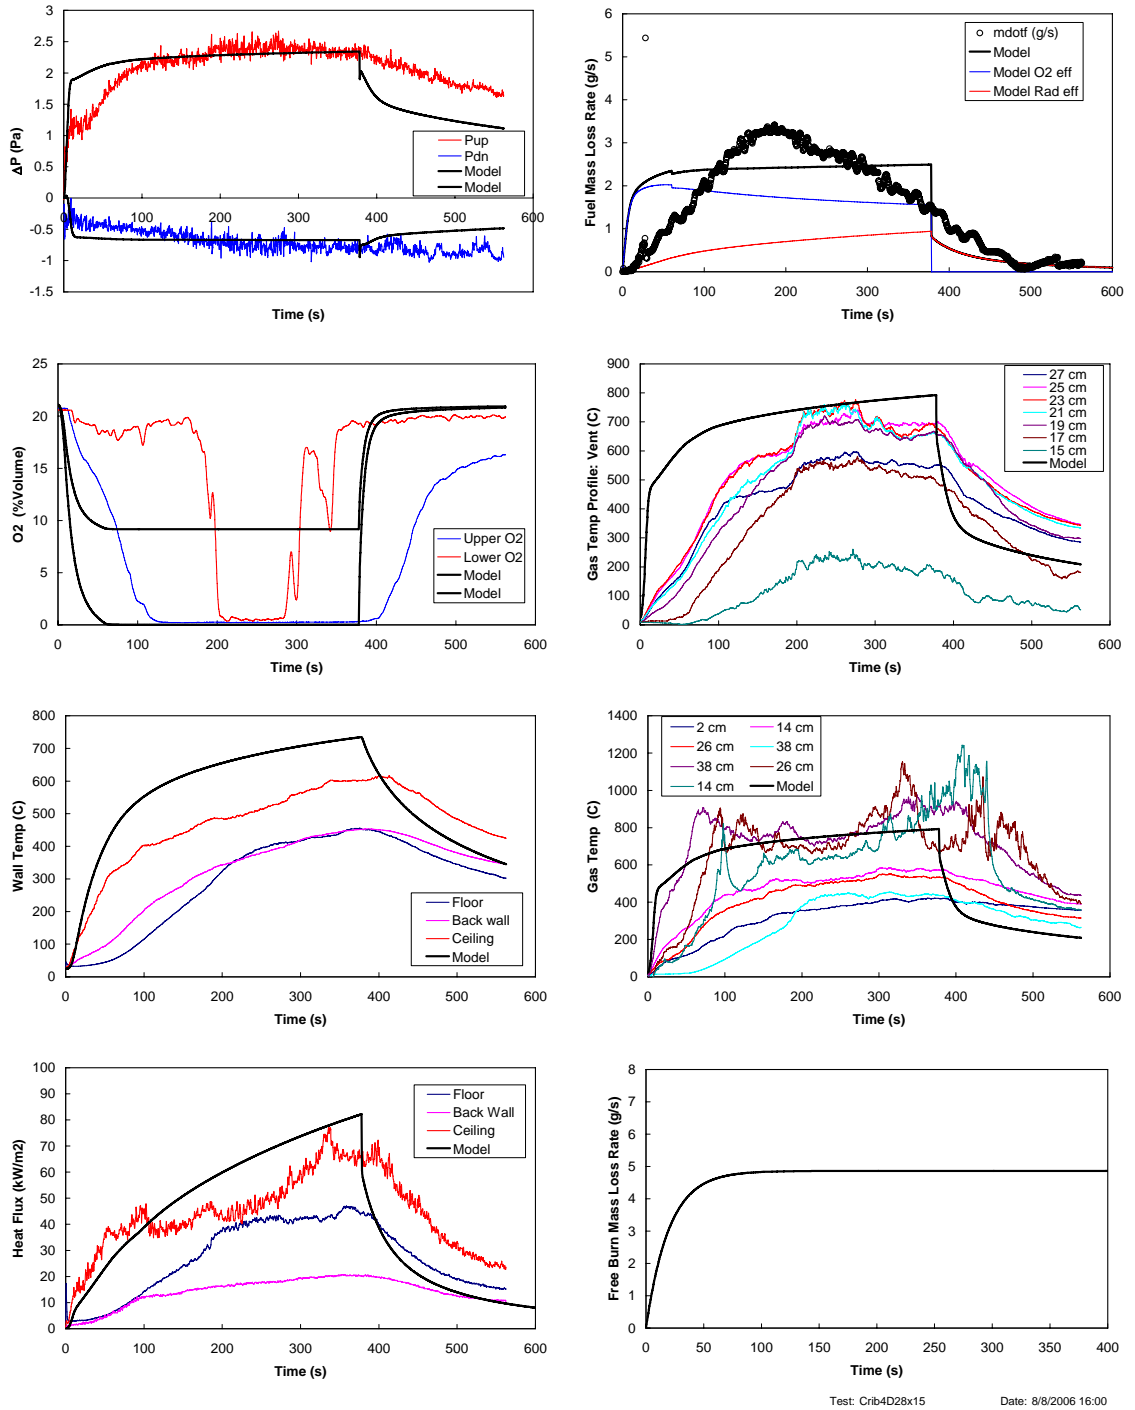 3
2.5
2
1.5
1
0.5
0
-0.5
-1
-1.5
0 100 200 300 400 500 600
ΔP (Pa)
Time (s)
Pup
Pdn
Model
Model
6
5
4
3
2
1
0
0 100 200 300 400 500 600
Fuel Mass Loss Rate (g/s)
Time (s)
mdotf (g/s)
Model
Model O2 eff
Model Rad eff
25
20
15
10
5
0
0 100 200 300 400 500 600
O2 (%Volume)
Time (s)
Upper O2
Lower O2
Model
Model
900
800
700
600
500
400
300
200
100
0
0 100 200 300 400 500 600
Gas Temp Profile: Vent (C)
Time (s)
27 cm
25 cm
23 cm
21 cm
19 cm
17 cm
15 cm
Model
800
700
600
500
400
300
200
100
0
0 100 200 300 400 500 600
Wall Temp (C)
Time (s)
Floor
Back wall
Ceiling
Model
1400
1200
1000
800
600
400
200
0
0 100 200 300 400 500 600
Gas Temp (C)
Time (s)
2 cm 14 cm
26 cm 38 cm
38 cm 26 cm
14 cm Model
100
90
80
70
60
50
40
30
20
10
0
0 100 200 300 400 500 600
Heat Flux (kW/m2)
Time (s)
Floor
Back Wall
Ceiling
Model
8
7
6
5
4
3
2
1
0
0 50 100 150 200 250 300 350 400
Free Burn Mass Loss Rate (g/s)
Time (s)
Test: Crib4D28x15 Date: 8/8/2006 16:00